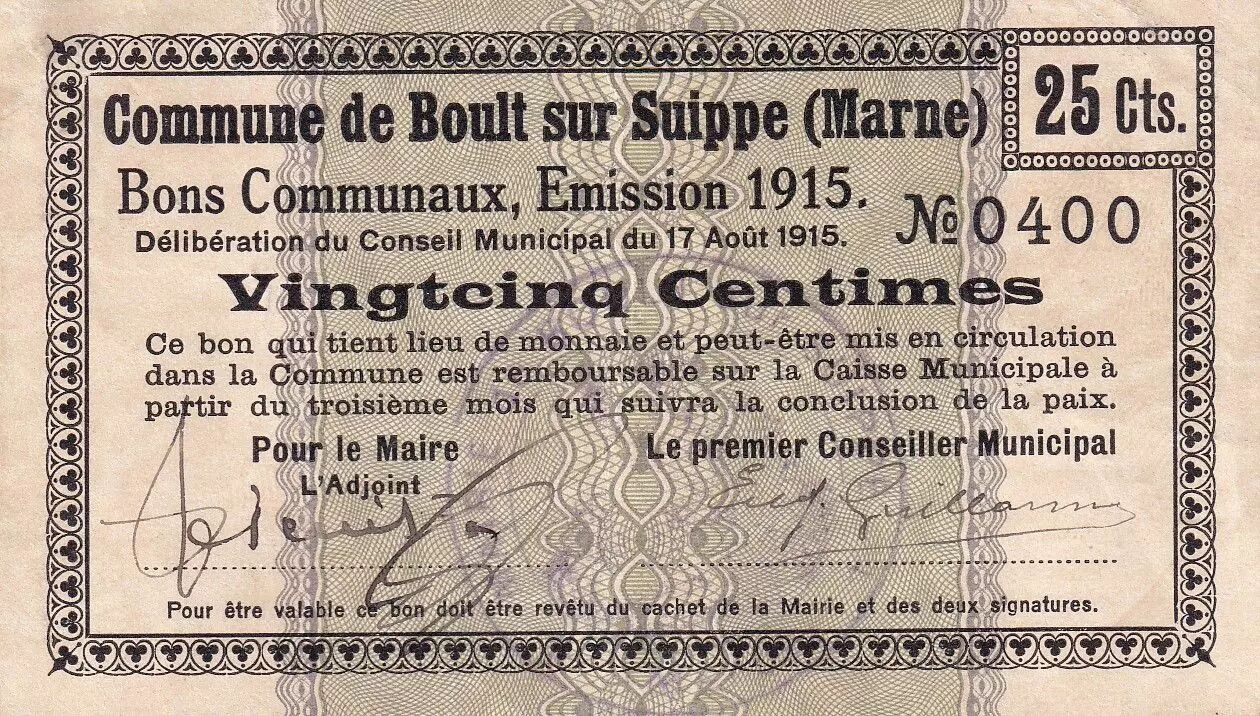 Commune de Boult sur Suippe (Marne)
25 Cts.
Bons Communaux, Emission 1915.
№ 0400
Délibération du Conseil Municipal du 17 Août 1915.
Vingtcinq Centimes
Ce bon qui tient lieu de monnaie et peut-être mis en circulation
dans la Commune est remboursable sur la Caisse Municipale à
partir du troisième mois qui suivra la conclusion de la paix.
Pour le Maire
L'Adjoint
Le premier Conseiller Municipal
Guillaume
Pour être valable ce bon doit être revêtu du cachet de la Mairie et des deux signatures.